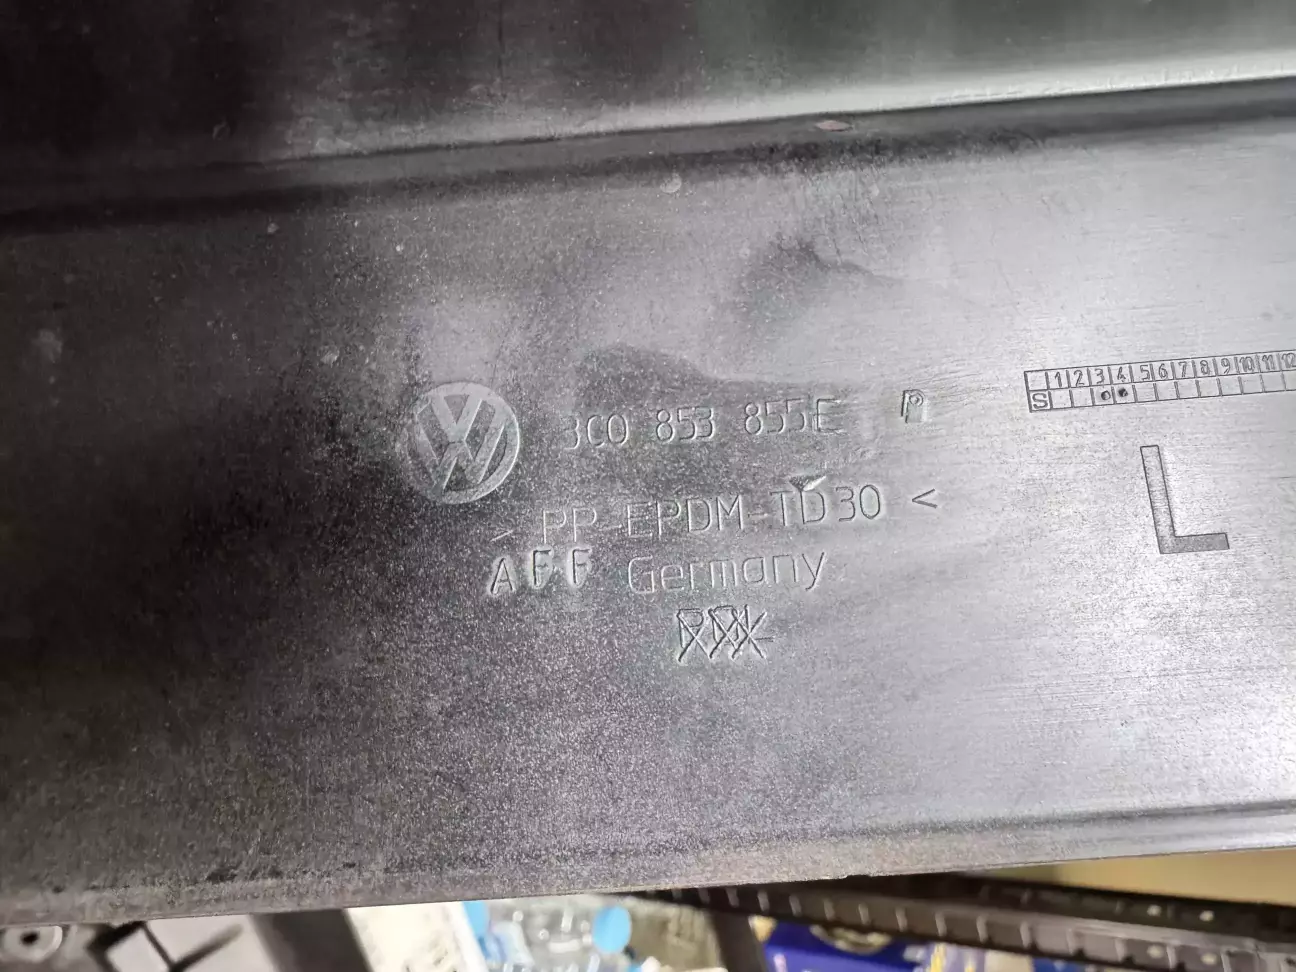 1 2 3 4 5 6 7 8 9 10 11 12
S
3C0 853 855E P
> PP-EPDM-TD30 <
L
AFF Germany